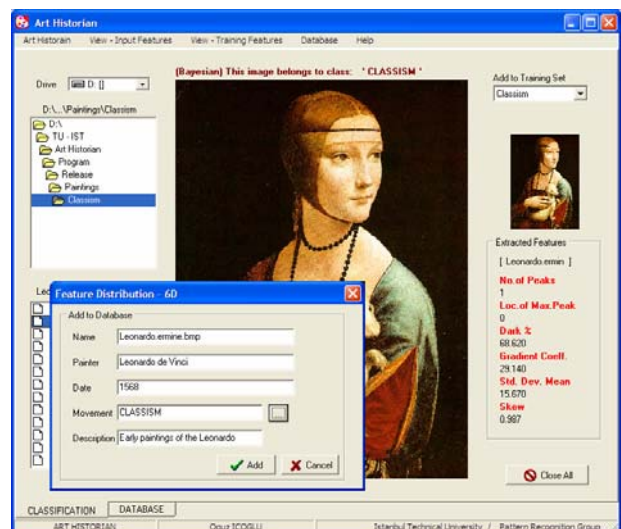 Art Historian
Art Historain View - Input Features View - Training Features Database Help
(Bayesian) This image belongs to class: ' CLASSISM '
Drive D: []
D:\...\Paintings\Classism
D:\
TU - IST
Art Historian
Program
Release
Paintings
Classism
Add to Training Set
Classism
Extracted Features
[ Leonardo.ermin ]
No.of Peaks
1
Loc.of Max.Peak
0
Dark %
68.620
Gradient Coeff.
29.140
Std. Dev. Mean
15.670
Skew
0.987
Feature Distribution - 6D
Add to Database
Name Leonardo.ermine.bmp
Painter Leonardo de Vinci
Date 1568
Movement CLASSISM
Description Early paintings of the Leonardo
Add Cancel
Close All
CLASSIFICATION DATABASE
ART HISTORIAN Oguz ICOGLU Istanbul Technical University / Pattern Recognition Group